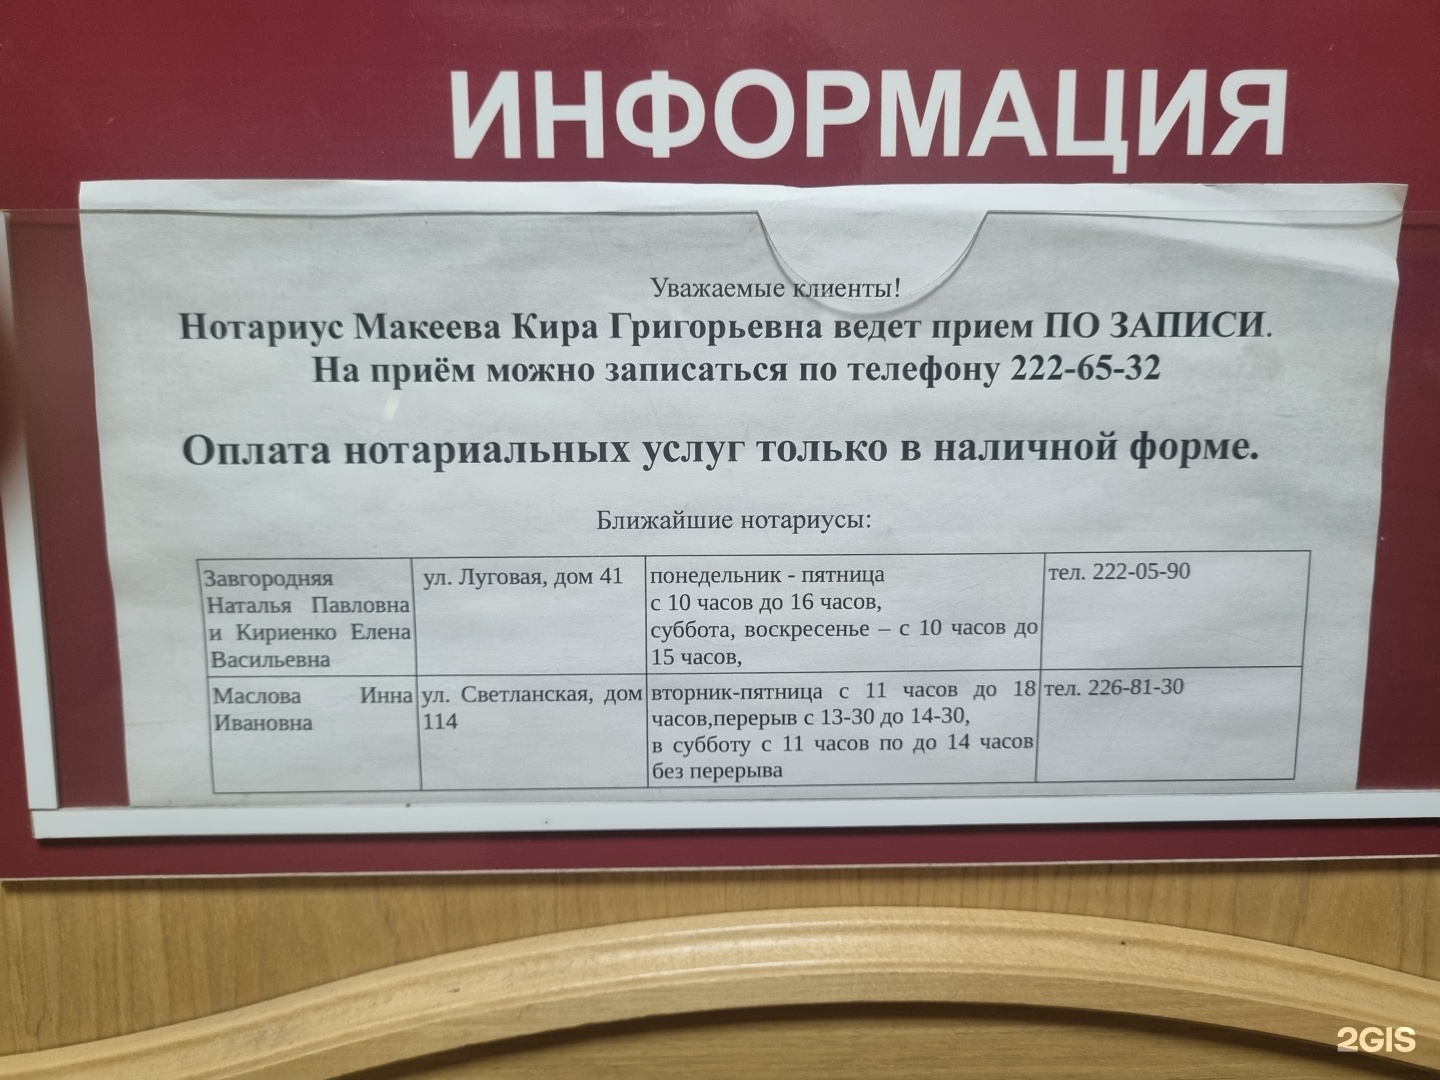 ИНФОРМАЦИЯ
Уважаемые клиенты!
Нотариус Макеева Кира Григорьевна ведет прием ПО ЗАПИСИ.
На приём можно записаться по телефону 222-65-32
Оплата нотариальных услуг только в наличной форме.
Ближайшие нотариусы:
Завгородняя
Наталья Павловна
и Кириенко Елена
Васильевна
ул. Луговая, дом 41
понедельник - пятница
с 10 часов до 16 часов,
суббота, воскресенье – с 10 часов до
15 часов,
тел. 222-05-90
Маслова Инна
Ивановна
ул. Светланская, дом
114
вторник-пятница с 11 часов до 18
часов,перерыв с 13-30 до 14-30,
в субботу с 11 часов по до 14 часов
без перерыва
тел. 226-81-30
2GIS